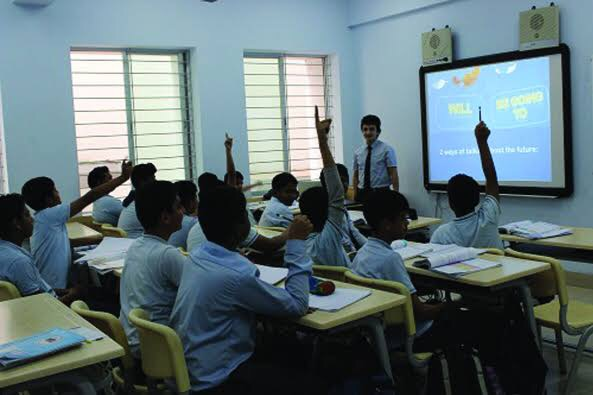 WILL
BE GOING
TO
2 ways of talking about the future: